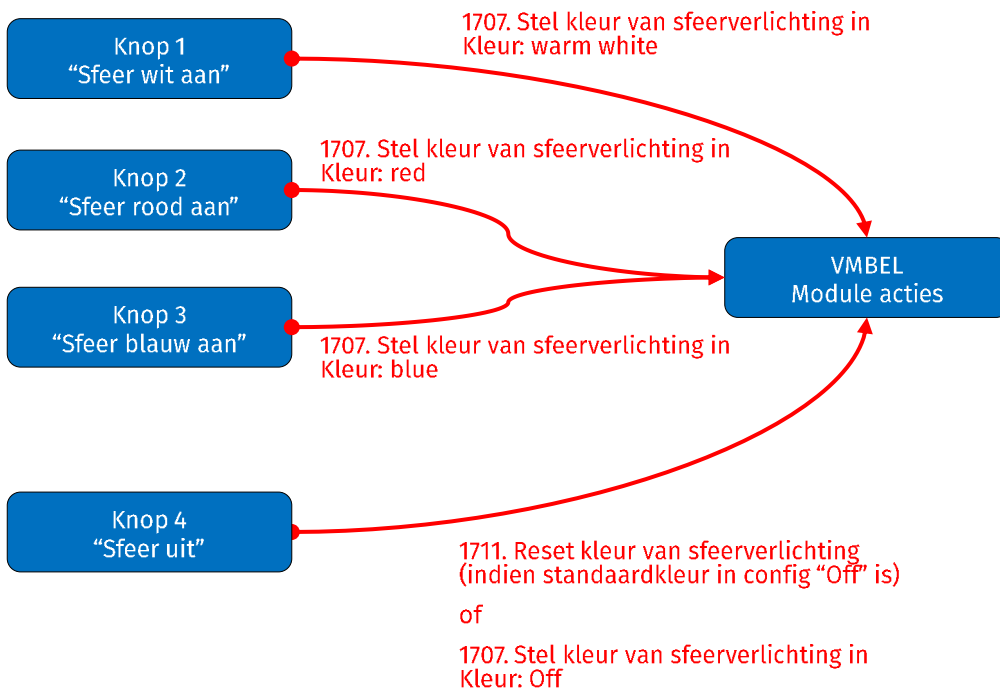 1707. Stel kleur van sfeerverlichting in
Kleur: warm white
Knop 1
“Sfeer wit aan”
1707. Stel kleur van sfeerverlichting in
Kleur: red
Knop 2
“Sfeer rood aan”
VMBEL
Module acties
Knop 3
“Sfeer blauw aan”
1707. Stel kleur van sfeerverlichting in
Kleur: blue
Knop 4
“Sfeer uit”
1711. Reset kleur van sfeerverlichting
(indien standaardkleur in config “Off” is)
of
1707. Stel kleur van sfeerverlichting in
Kleur: Off